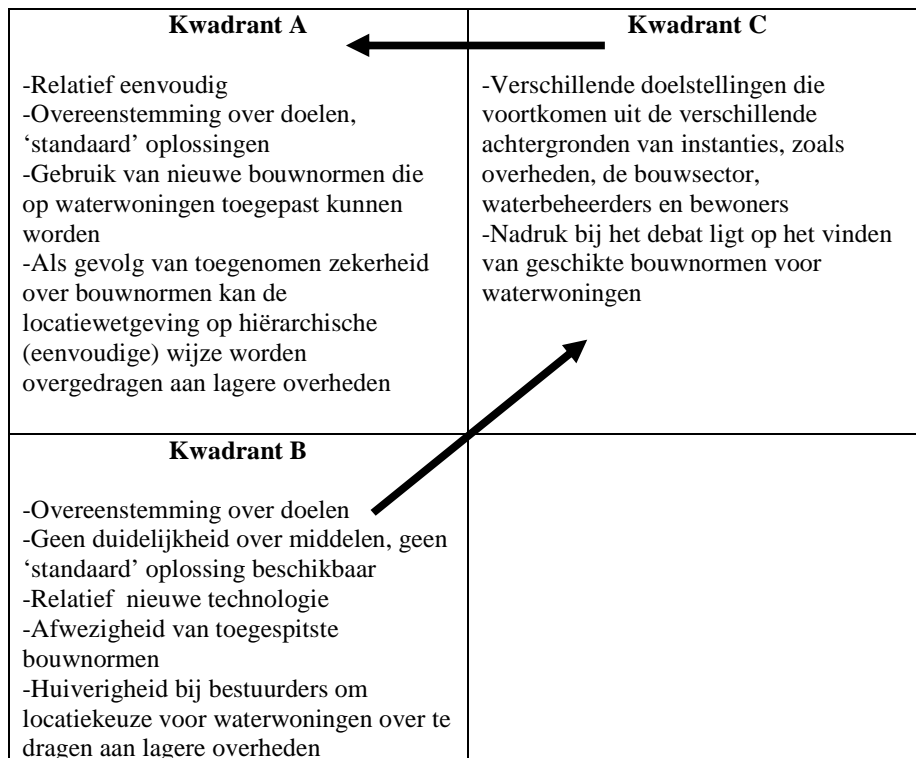 Kwadrant A
-Relatief eenvoudig
-Overeenstemming over doelen,
‘standaard’ oplossingen
-Gebruik van nieuwe bouwnormen die
op waterwoningen toegepast kunnen
worden
-Als gevolg van toegenomen zekerheid
over bouwnormen kan de
locatiewetgeving op hiërarchische
(eenvoudige) wijze worden
overgedragen aan lagere overheden
Kwadrant C
-Verschillende doelstellingen die
voortkomen uit de verschillende
achtergronden van instanties, zoals
overheden, de bouwsector,
waterbeheerders en bewoners
-Nadruk bij het debat ligt op het vinden
van geschikte bouwnormen voor
waterwoningen
Kwadrant B
-Overeenstemming over doelen
-Geen duidelijkheid over middelen, geen
‘standaard’ oplossing beschikbaar
-Relatief nieuwe technologie
-Afwezigheid van toegespitste
bouwnormen
-Huiverigheid bij bestuurders om
locatiekeuze voor waterwoningen over te
dragen aan lagere overheden